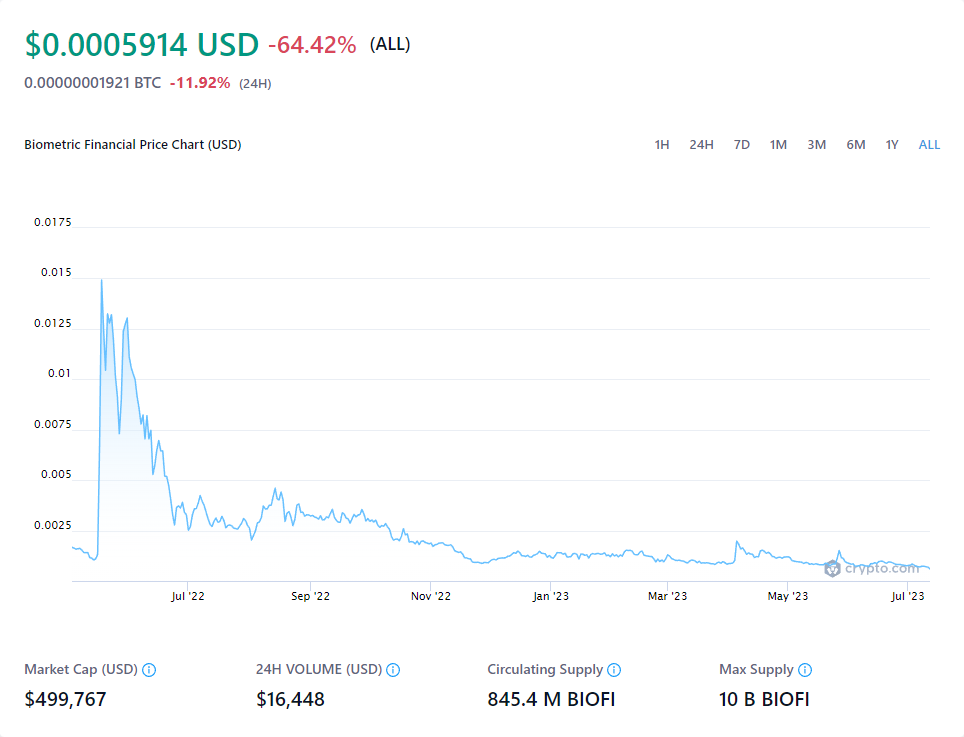 $0.0005914 USD -64.42% (ALL)
0.00000001921 BTC -11.92% (24H)
Biometric Financial Price Chart (USD) 1H 24H 7D 1M 3M 6M 1Y ALL
0.0175
0.015
0.0125
0.01
0.0075
0.005
0.0025
crypto.com
Jul '22 Sep '22 Nov '22 Jan '23 Mar '23 May '23 Jul '23
Market Cap (USD) 24H VOLUME (USD) Circulating Supply Max Supply
$499,767 $16,448 845.4 M BIOFI 10 B BIOFI